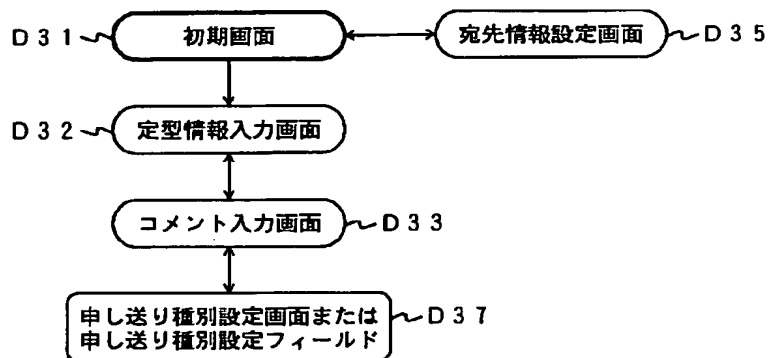 D31 初期画面 宛先情報設定画面 D35
D32 定型情報入力画面
コメント入力画面 D33
申し送り種別設定画面または D37
申し送り種別設定フィールド